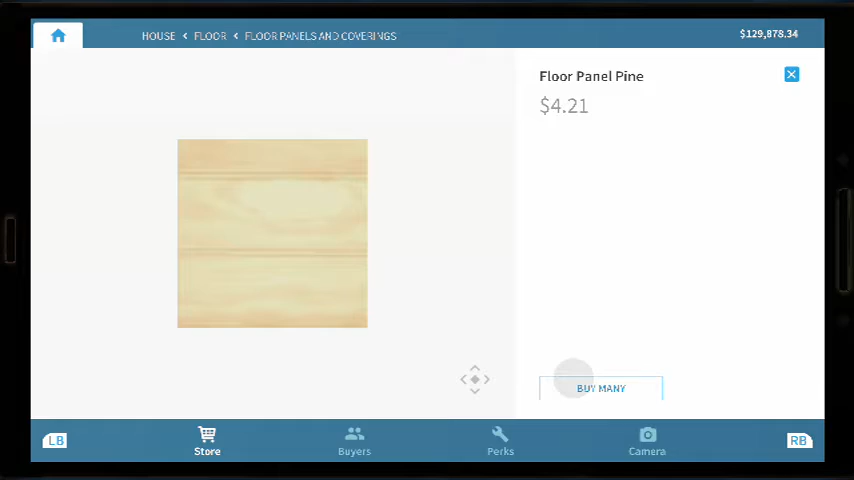 HOUSE < FLOOR < FLOOR PANELS AND COVERINGS
$129,878.34
Floor Panel Pine
$4.21
BUY MANY
LB
Store
Buyers
Perks
Camera
RB